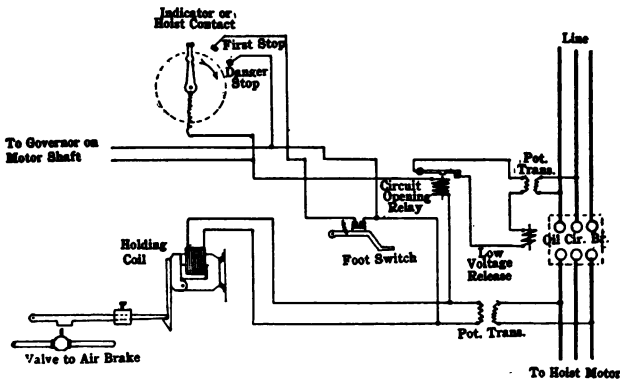 Indicator or
Hoist Contact
First Stop
Danger
Stop
Line
To Governor on
Motor Shaft
Pot.
Trans.
Circuit
Opening
Relay
Oil Cir. Br.
Holding
Coil
Foot Switch
Low
Voltage
Release
Pot. Trans.
Valve to Air Brake
To Hoist Motor